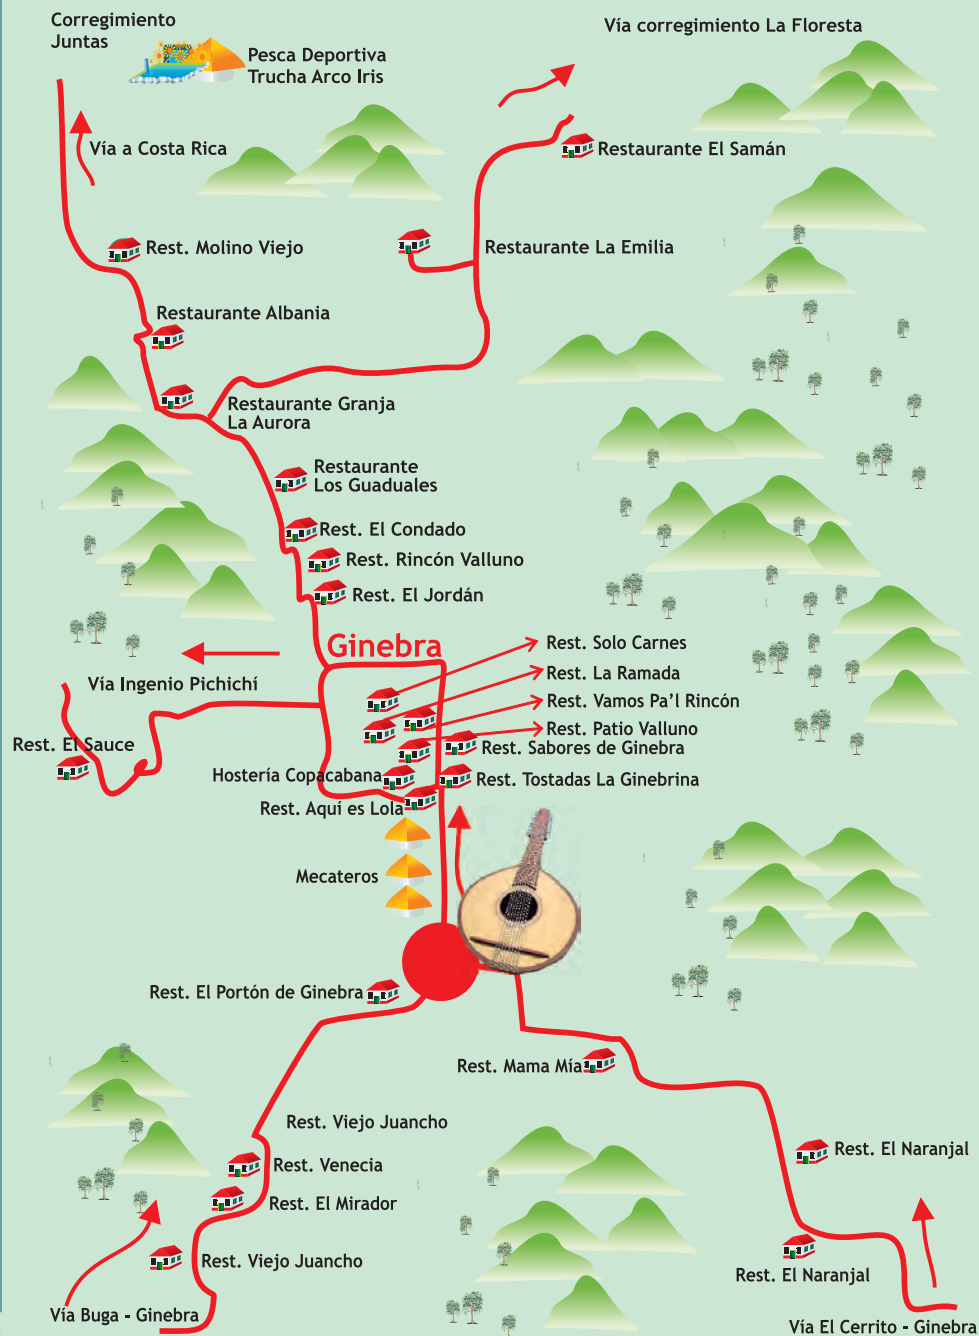 Corregimiento
Juntas
Vía corregimiento La Floresta
Pesca Deportiva
Trucha Arco Iris
Vía a Costa Rica
Restaurante El Samán
Rest. Molino Viejo
Restaurante La Emilia
Restaurante Albania
Restaurante Granja
La Aurora
Restaurante
Los Guaduales
Rest. El Condado
Rest. Rincón Valluno
Rest. El Jordán
Ginebra
Rest. Solo Carnes
Rest. La Ramada
Vía Ingenio Pichichí
Rest. Vamos Pa'l Rincón
Rest. Patio Valluno
Rest. El Sauce
Rest. Sabores de Ginebra
Hostería Copacabana
Rest. Tostadas La Ginebrina
Rest. Aquí es Lola
Mecateros
Rest. El Portón de Ginebra
Rest. Mama Mía
Rest. Viejo Juancho
Rest. El Naranjal
Rest. Venecia
Rest. El Mirador
Rest. Viejo Juancho
Rest. El Naranjal
Vía Buga - Ginebra
Vía El Cerrito - Ginebra